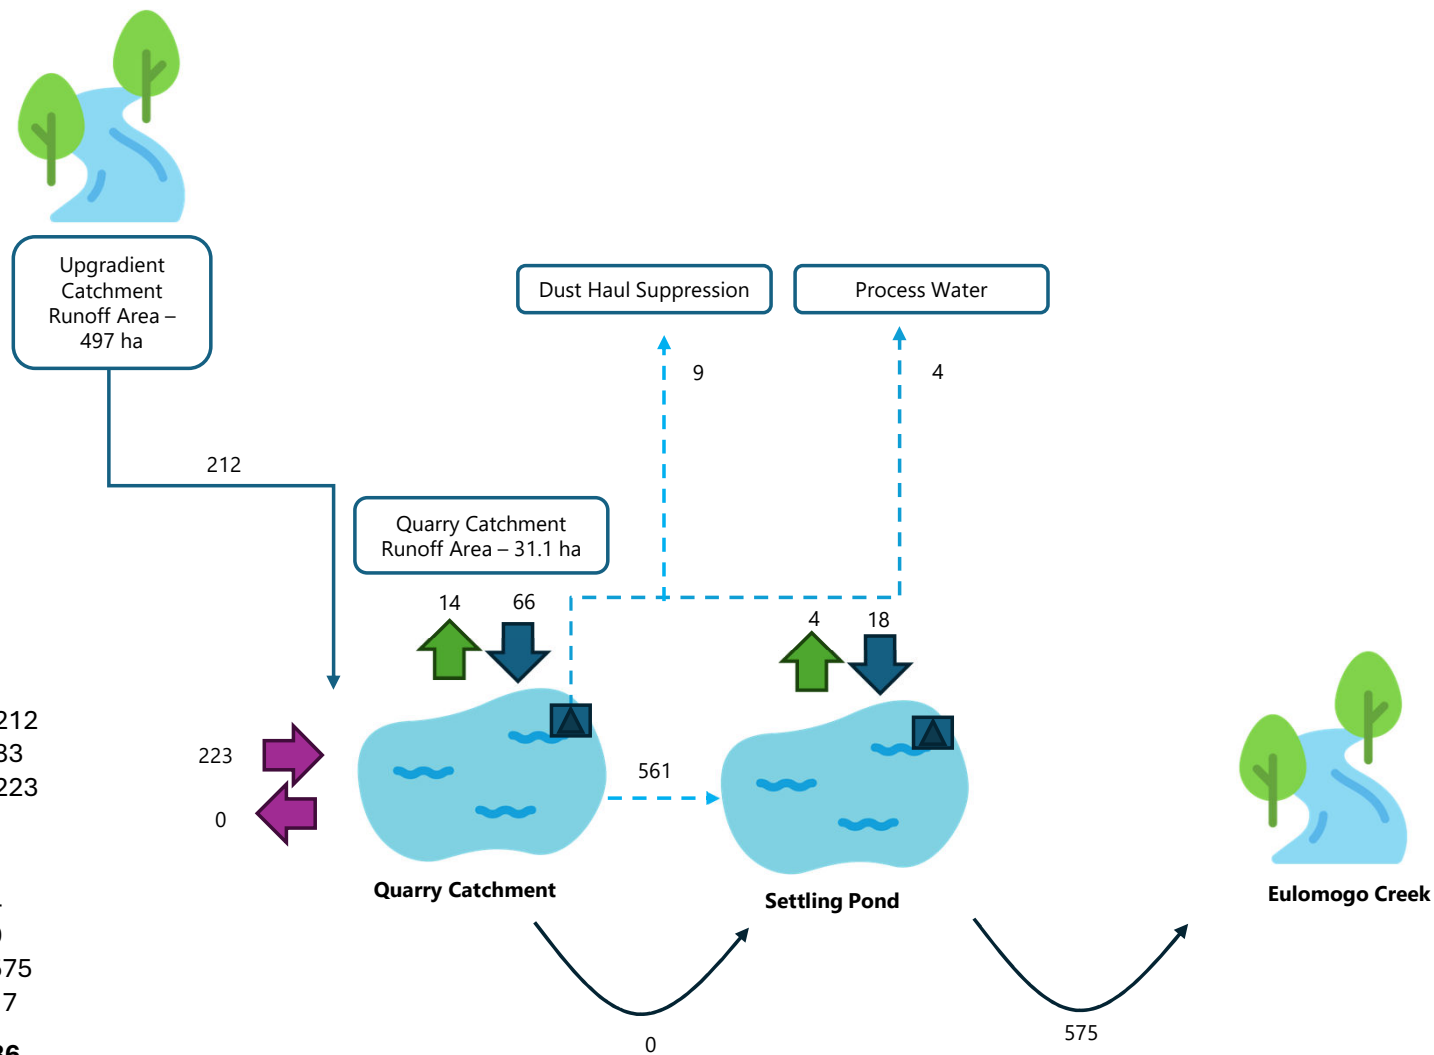 Upgradient
Catchment
Runoff Area –
497 ha
Dust Haul Suppression
Process Water
9
4
212
Quarry Catchment
Runoff Area – 31.1 ha
14
66
4
18
212
33
223
223
0
561
Quarry Catchment
Settling Pond
Eulomogo Creek
575
7
0
575